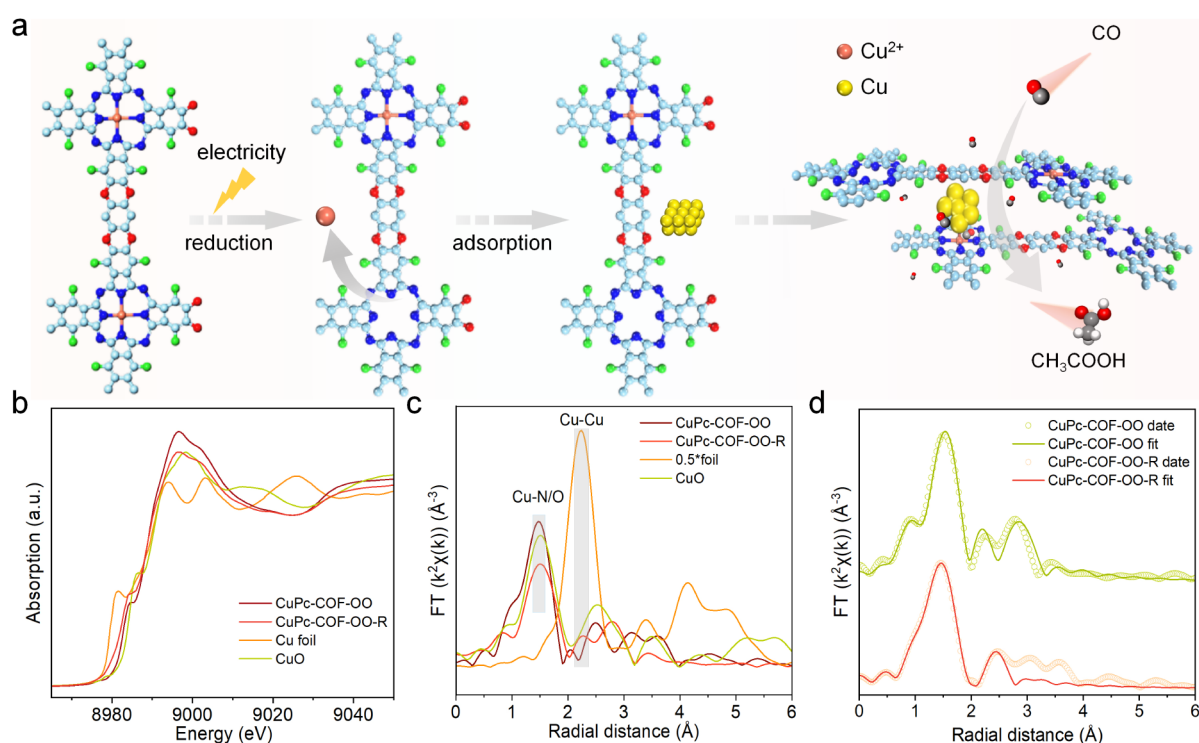 a
electricity
reduction
adsorption
Cu2+
Cu
CO
CH3COOH
b
Absorption (a.u.)
CuPc-COF-OO
CuPc-COF-OO-R
Cu foil
CuO
8980 9000 9020 9040
Energy (eV)
c
FT (k2χ(k)) (Å-3)
Cu-Cu
Cu-N/O
CuPc-COF-OO
CuPc-COF-OO-R
0.5*foil
CuO
0 1 2 3 4 5 6
Radial distance (Å)
d
FT (k2χ(k)) (Å-3)
CuPc-COF-OO date
CuPc-COF-OO fit
CuPc-COF-OO-R date
CuPc-COF-OO-R fit
0 1 2 3 4 5 6
Radial distance (Å)